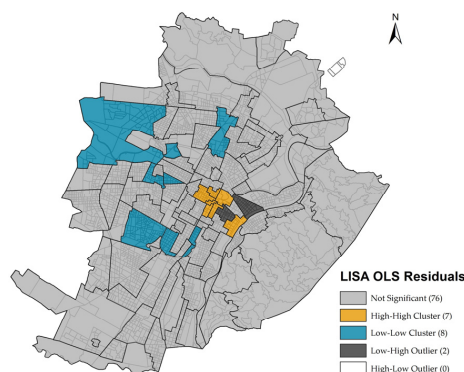 N
LISA OLS Residuals
Not Significant (76)
High-High Cluster (7)
Low-Low Cluster (8)
Low-High Outlier (2)
High-Low Outlier (0)